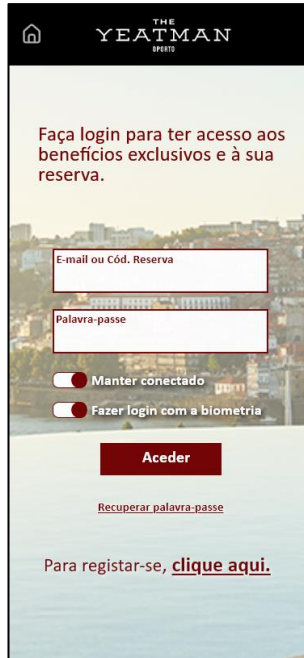 THE
YEATMAN
OPORTO
Faça login para ter acesso aos
benefícios exclusivos e à sua
reserva.
E-mail ou Cód. Reserva
Palavra-passe
Manter conectado
Fazer login com a biometria
Aceder
Recuperar palavra-passe
Para registar-se, clique aqui.